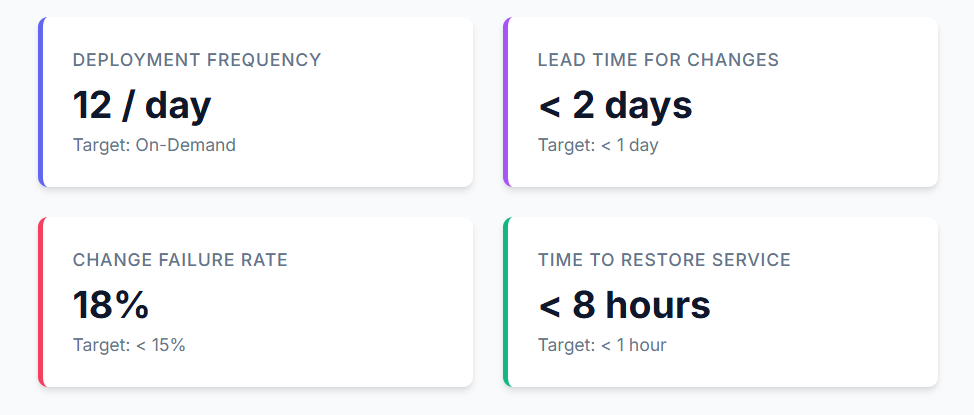 DEPLOYMENT FREQUENCY
12 / day
Target: On-Demand
LEAD TIME FOR CHANGES
< 2 days
Target: < 1 day
CHANGE FAILURE RATE
18%
Target: < 15%
TIME TO RESTORE SERVICE
< 8 hours
Target: < 1 hour